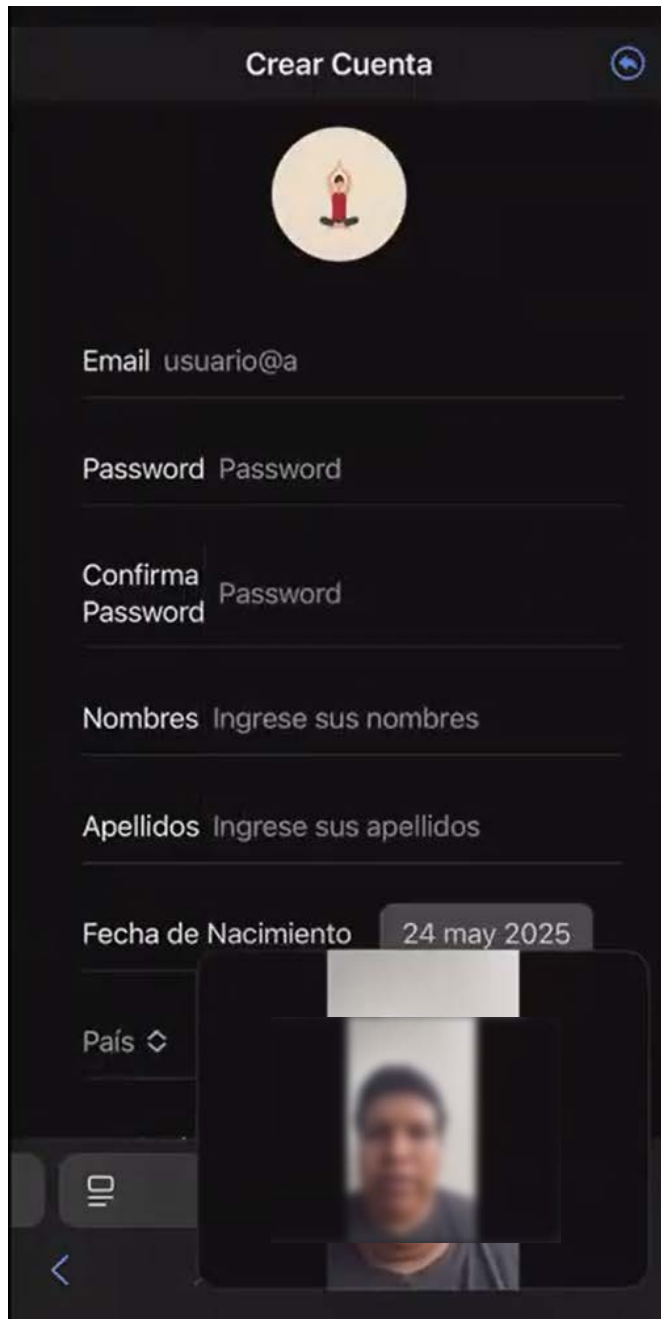 Crear Cuenta
Email usuario@a
Password Password
Confirma
Password Password
Nombres Ingrese sus nombres
Apellidos Ingrese sus apellidos
Fecha de Nacimiento 24 may 2025
País